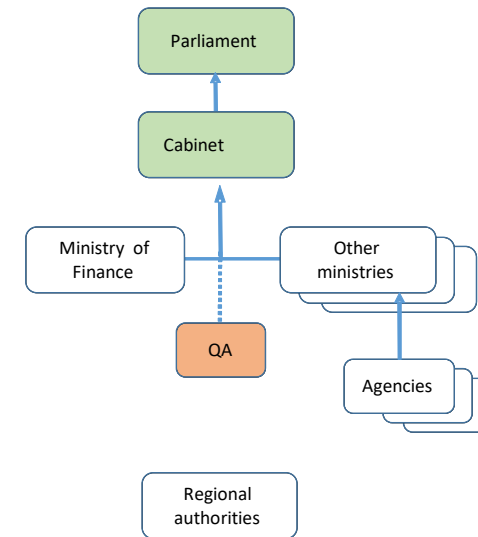 Parliament
Cabinet
Ministry of
Finance
Other
ministries
QA
Agencies
Regional
authorities